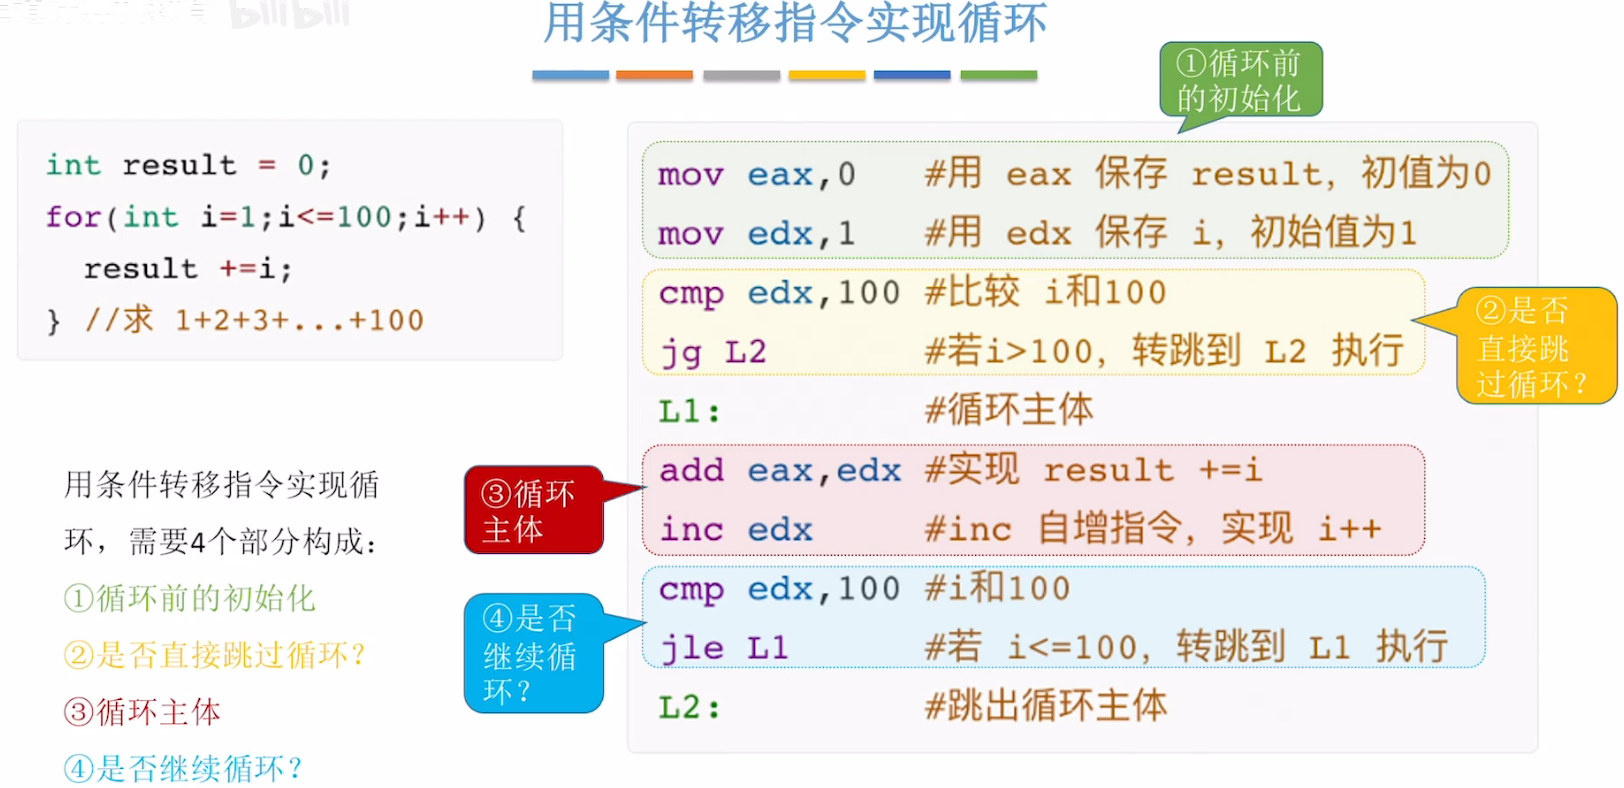 bilibili
用条件转移指令实现循环
①循环前
的初始化
int result = 0;
for(int i=1;i<=100;i++) {
result +=i;
} //求 1+2+3+...+100
mov eax,0 #用 eax 保存 result, 初值为0
mov edx,1 #用 edx 保存 i, 初始值为1
cmp edx,100 #比较 i和100
jg L2 #若i>100, 转跳到 L2 执行
②是否
直接跳
过循环?
L1: #循环主体
③循环
主体
add eax,edx #实现 result +=i
inc edx #inc 自增指令, 实现 i++
④是否
继续循
环?
cmp edx,100 #i和100
jle L1 #若 i<=100, 转跳到 L1 执行
L2: #跳出循环主体
用条件转移指令实现循
环, 需要4个部分构成:
①循环前的初始化
②是否直接跳过循环?
③循环主体
④是否继续循环?